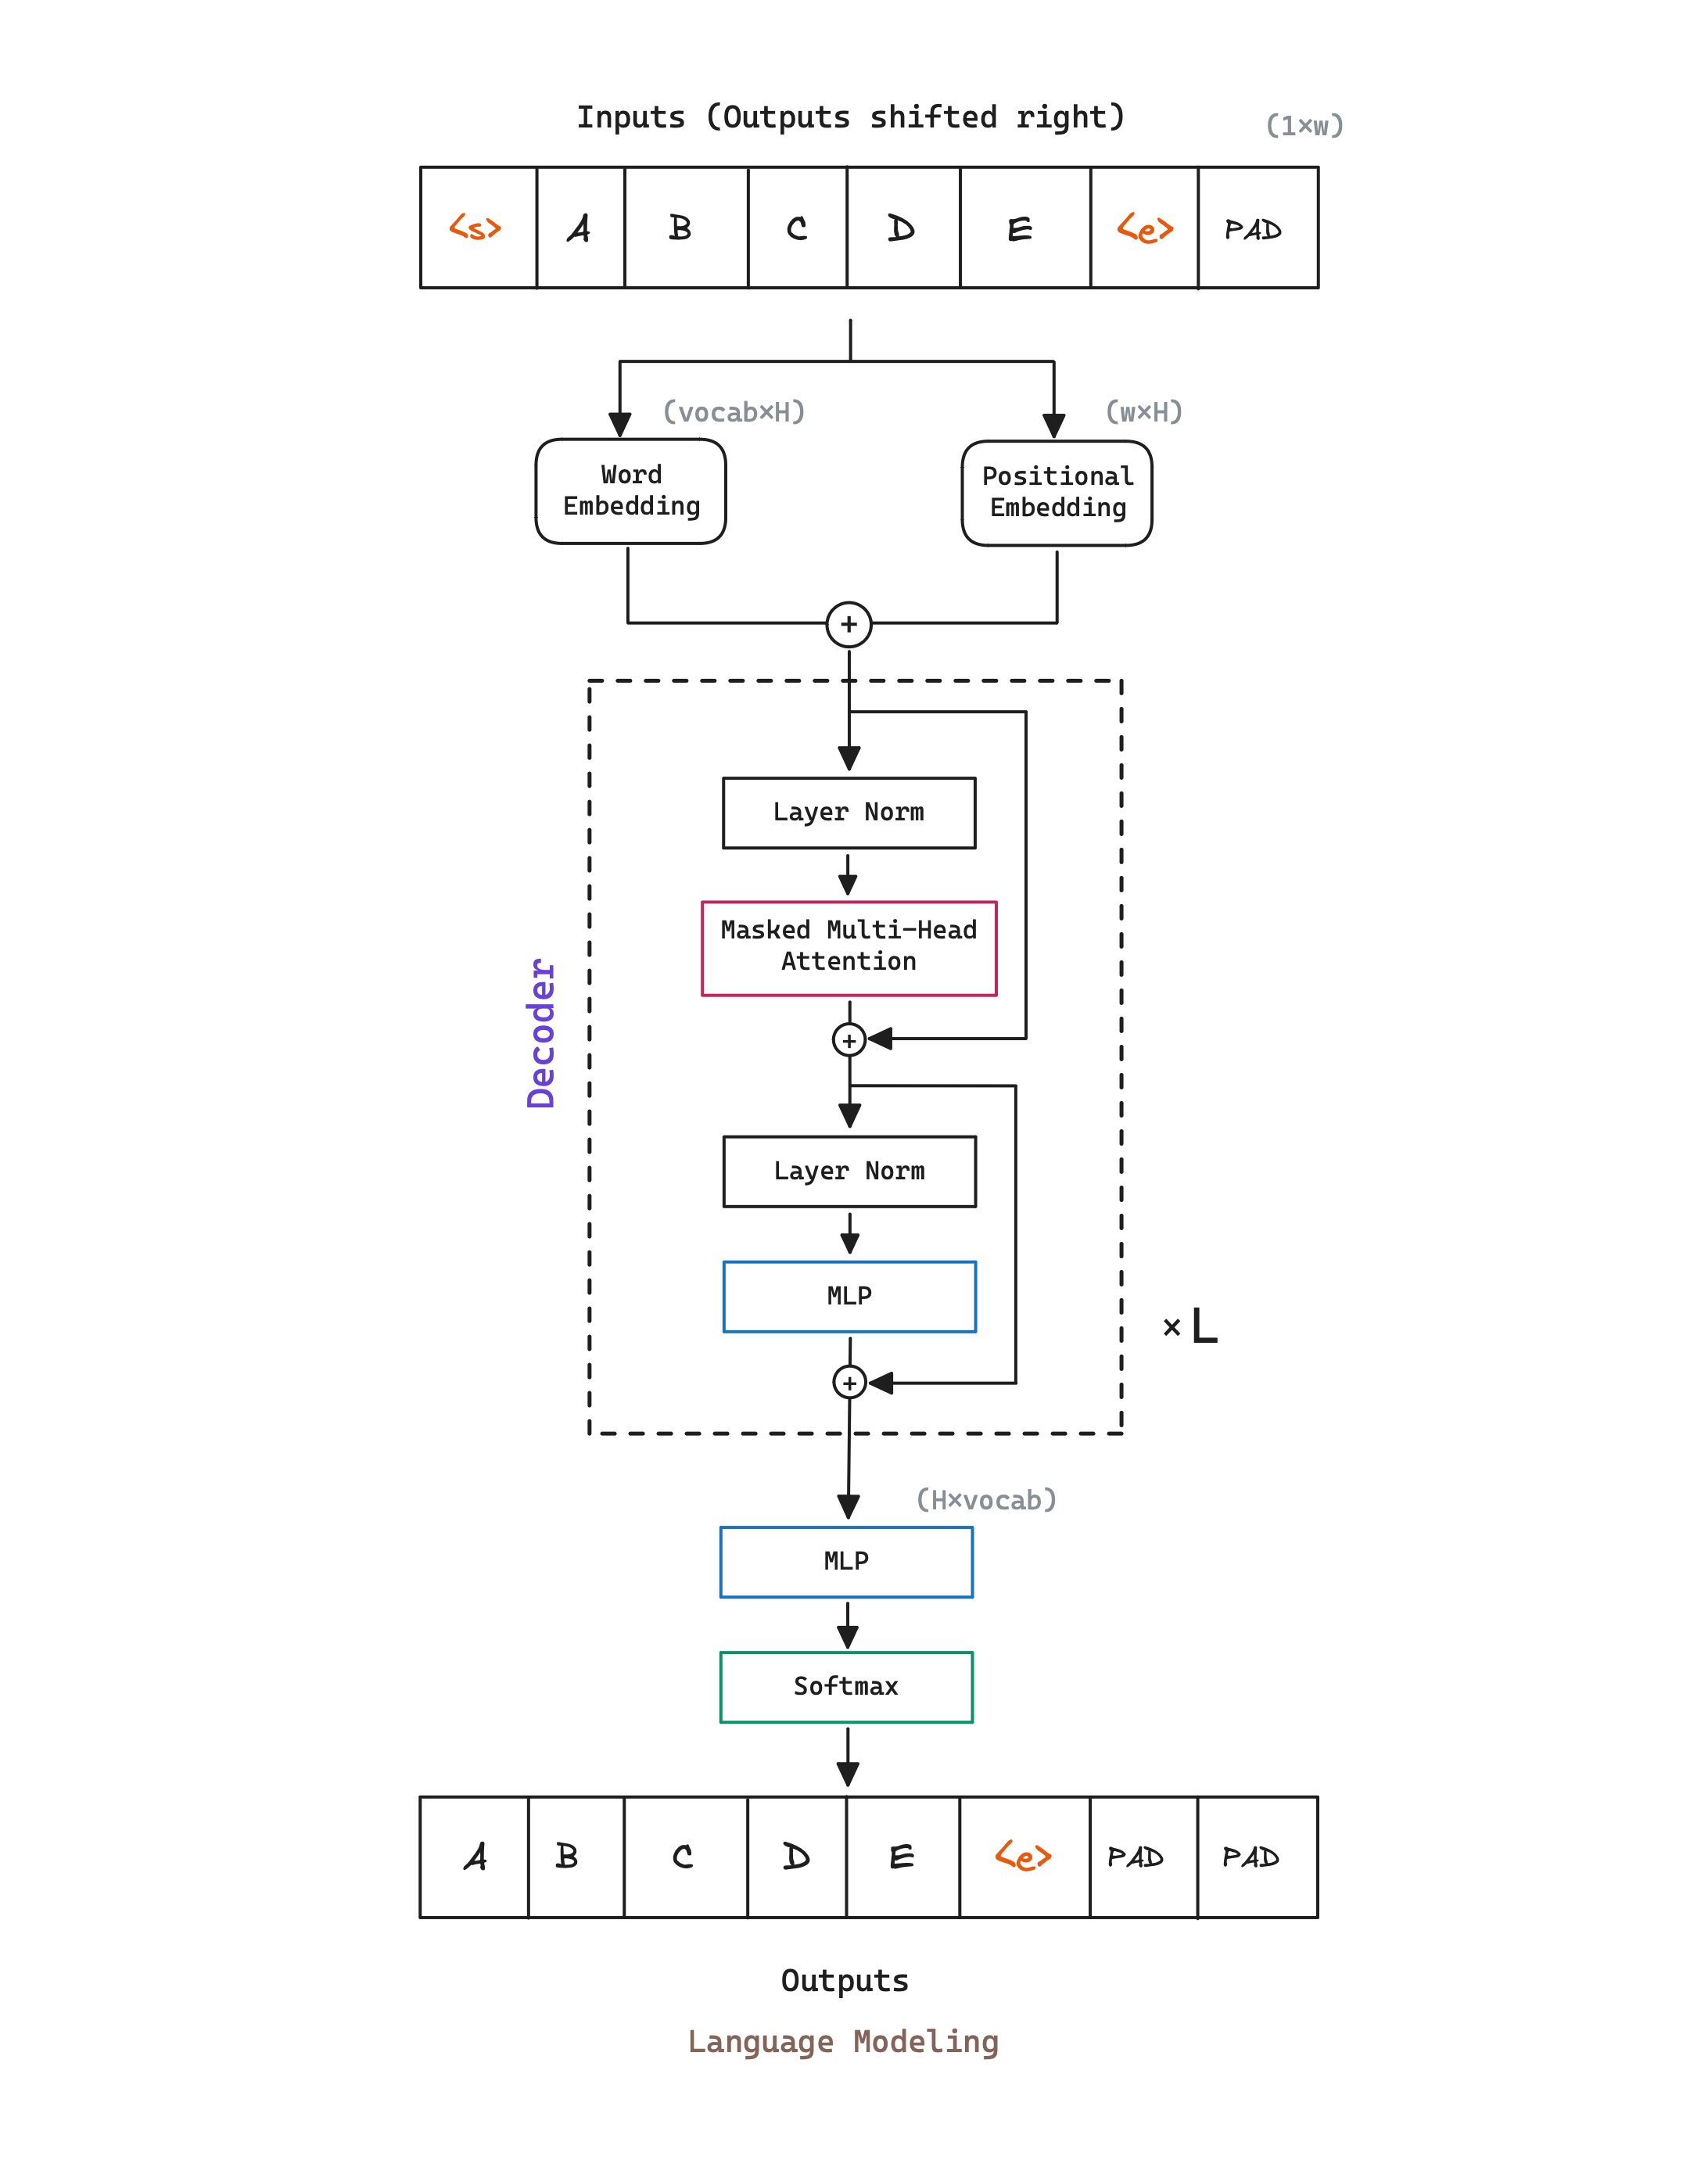 Inputs (Outputs shifted right)
(1×w)
<s> A B C D E <e> PAD
(vocab×H)
(w×H)
Word
Embedding
Positional
Embedding
+
Layer Norm
Masked Multi-Head
Attention
+
Decoder
Layer Norm
MLP
× L
+
(H×vocab)
MLP
Softmax
A B C D E <e> PAD PAD
Outputs
Language Modeling